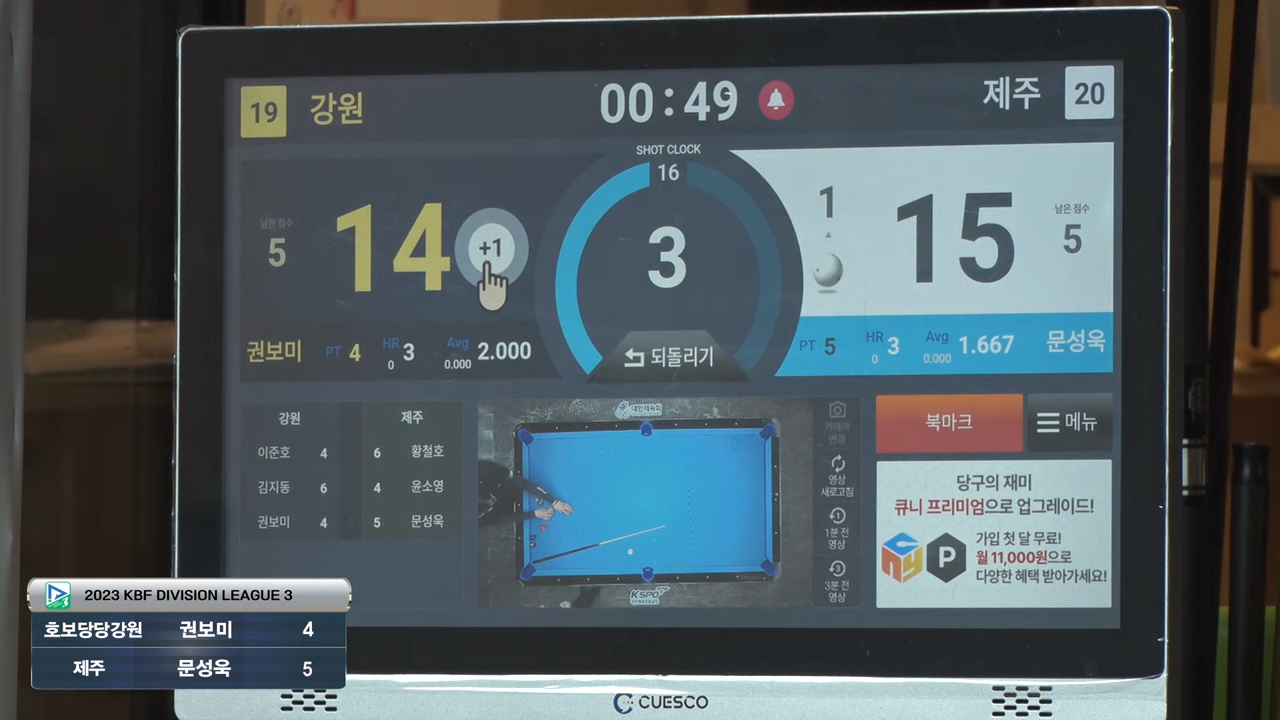 19 강원 00:49 제주 20
SHOT CLOCK
16
남은 점수
5
14
+1
3
1
15
남은 점수
5
되돌리기
권보미 PT 4 HR 3 0 Avg 2.000 0.000
PT 5 HR 3 0 Avg 1.667 0.000 문성욱
강원 제주
이준호 4 6 황철호
김지동 6 4 윤소영
권보미 4 5 문성욱
대한체육회
KSPO
카메라
변경
영상
새로고침
1
1분 전
영상
3
3분 전
영상
북마크
메뉴
당구의 재미
큐니 프리미엄으로 업그레이드!
P
가입 첫 달 무료!
월 11,000원으로
다양한 혜택 받아가세요!
2023 KBF DIVISION LEAGUE 3
호보당당강원 권보미 4
제주 문성욱 5
CUESCO